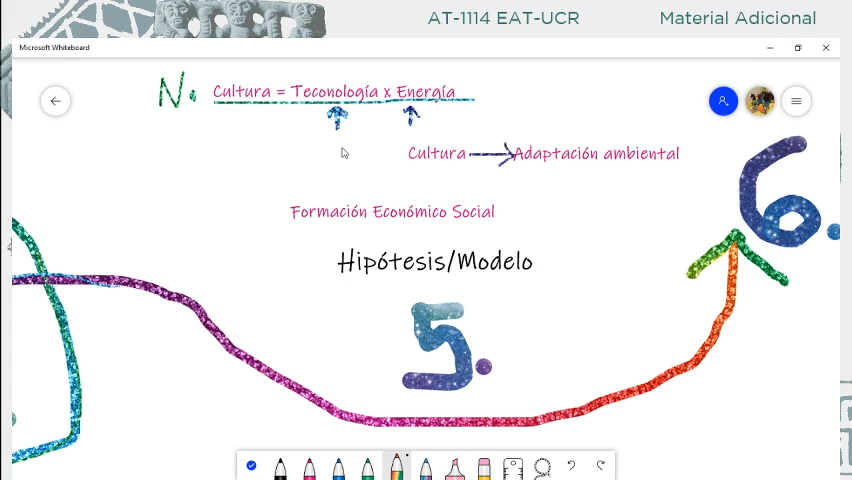 AT-1114 EAT-UCR
Material Adicional
Microsoft Whiteboard
N.
Cultura = Teconología x Energía
Cultura
Adaptación ambiental
Formación Económico Social
Hipótesis/Modelo
5.
6.